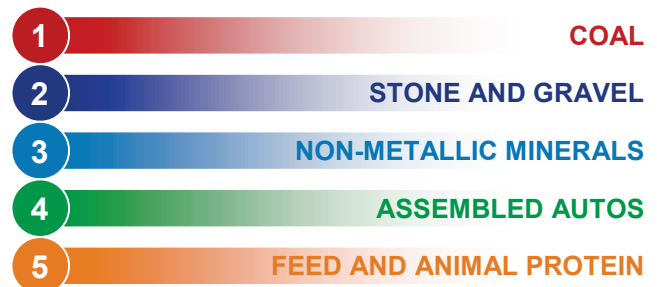 1 COAL
2 STONE AND GRAVEL
3 NON-METALLIC MINERALS
4 ASSEMBLED AUTOS
5 FEED AND ANIMAL PROTEIN